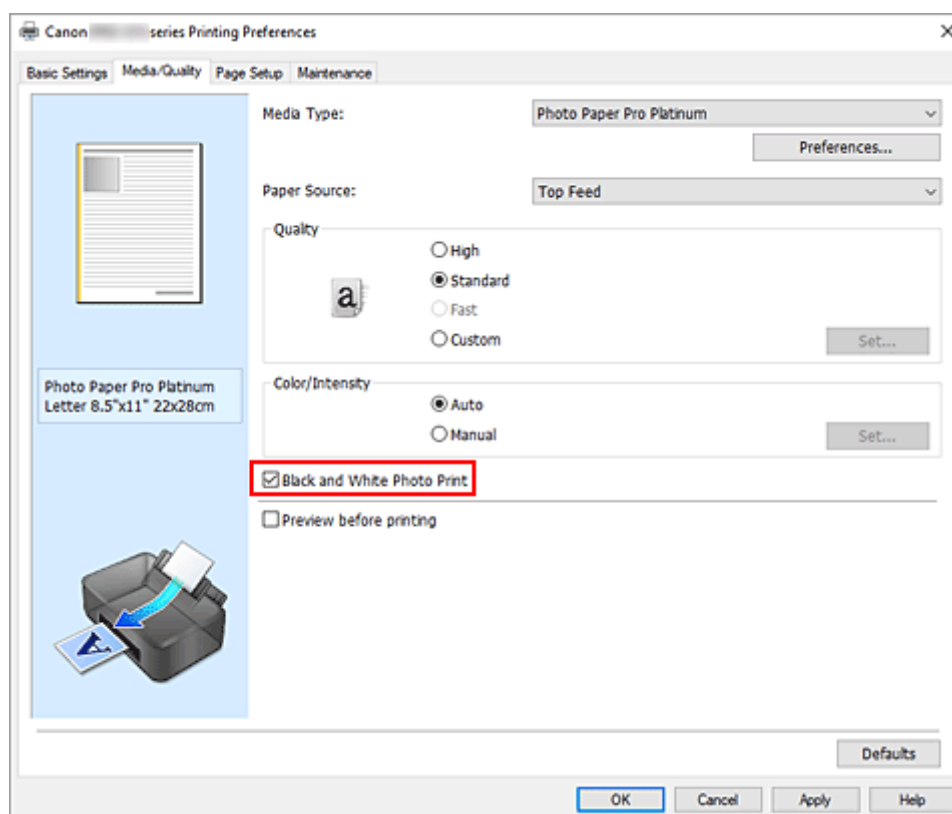 Canon series Printing Preferences
Basic Settings Media/Quality Page Setup Maintenance
Media Type: Photo Paper Pro Platinum
Preferences...
Paper Source: Top Feed
Quality
High
a Standard
Fast
Custom Set...
Photo Paper Pro Platinum
Letter 8.5"x11" 22x28cm
Color/Intensity
Auto
Manual Set...
Black and White Photo Print
Preview before printing
A
Defaults
OK Cancel Apply Help